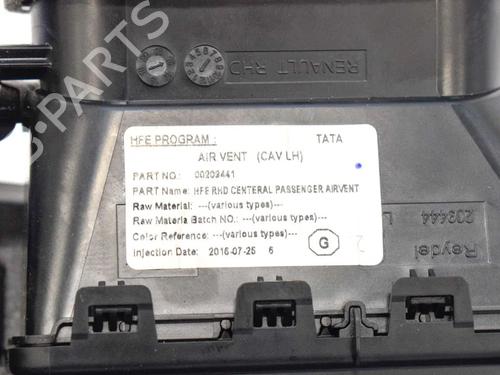 RENAULT RHD
HFE PROGRAM : TATA
AIR VENT (CAV LH)
PART NO.: 00203441
PART Name: HFE RHD CENTERAL PASSENGER AIRVENT
Raw Material: ---(various types)---
Raw Materia Batch NO.: ---(various types)---
Color Reference: ---(various types)---
Injection Date: 2016-07-25 6
G
203444
Reydel
B-PARTS